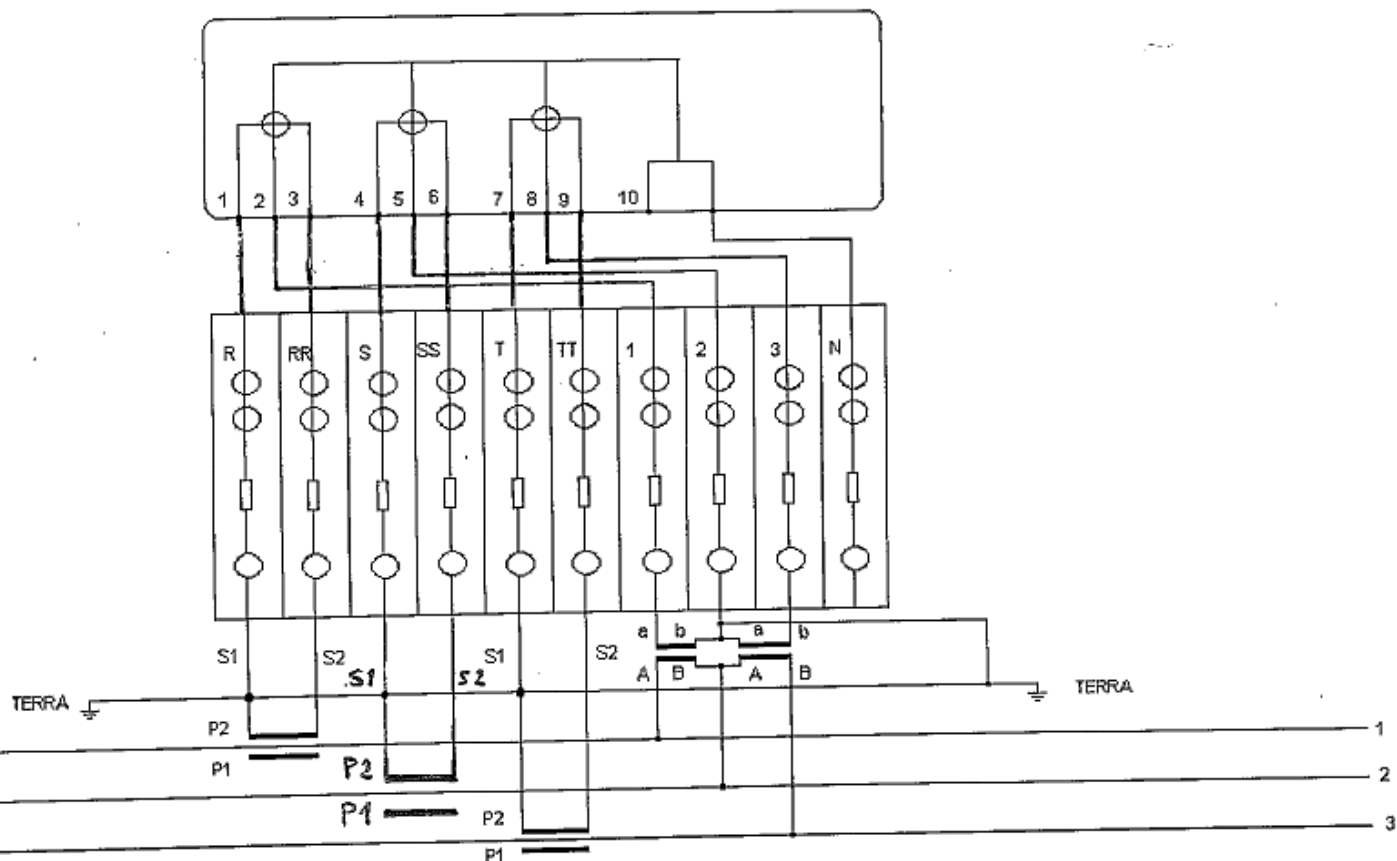 1 2 3 4 5 6 7 8 9 10
R RR S SS T TT 1 2 3 N
a b a b
S1 S2 S1 S2 S1 S2
A B A B
TERRA TERRA
P2
1
P1
P2
2
P1
P2
3
P1